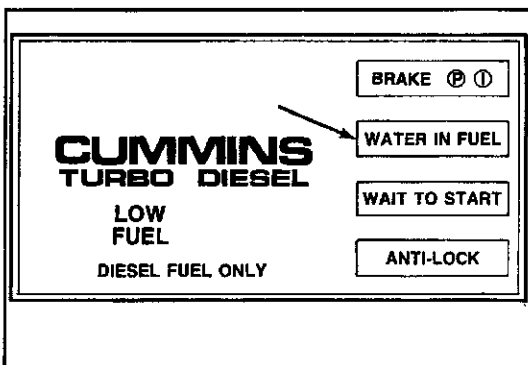 BRAKE Ⓟ Ⓘ
WATER IN FUEL
CUMMINS
TURBO DIESEL
WAIT TO START
LOW
FUEL
ANTI-LOCK
DIESEL FUEL ONLY